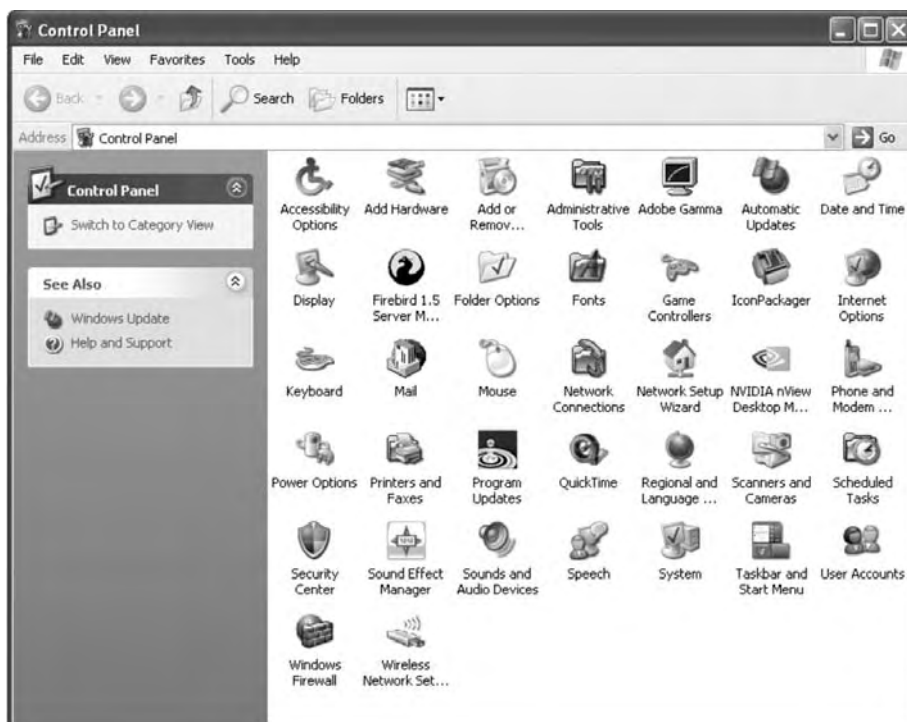 Control Panel
File Edit View Favorites Tools Help
Back Search Folders
Address Control Panel Go
Control Panel
Switch to Category View
See Also
Windows Update
Help and Support
Accessibility Options
Add Hardware
Add or Remov...
Administrative Tools
Adobe Gamma
Automatic Updates
Date and Time
Display
Firebird 1.5 Server M...
Folder Options
Fonts
Game Controllers
IconPackager
Internet Options
Keyboard
Mail
Mouse
Network Connections
Network Setup Wizard
NVIDIA nView Desktop M...
Phone and Modem ...
Power Options
Printers and Faxes
Program Updates
QuickTime
Regional and Language ...
Scanners and Cameras
Scheduled Tasks
Security Center
Sound Effect Manager
Sounds and Audio Devices
Speech
System
Taskbar and Start Menu
User Accounts
Windows Firewall
Wireless Network Set...